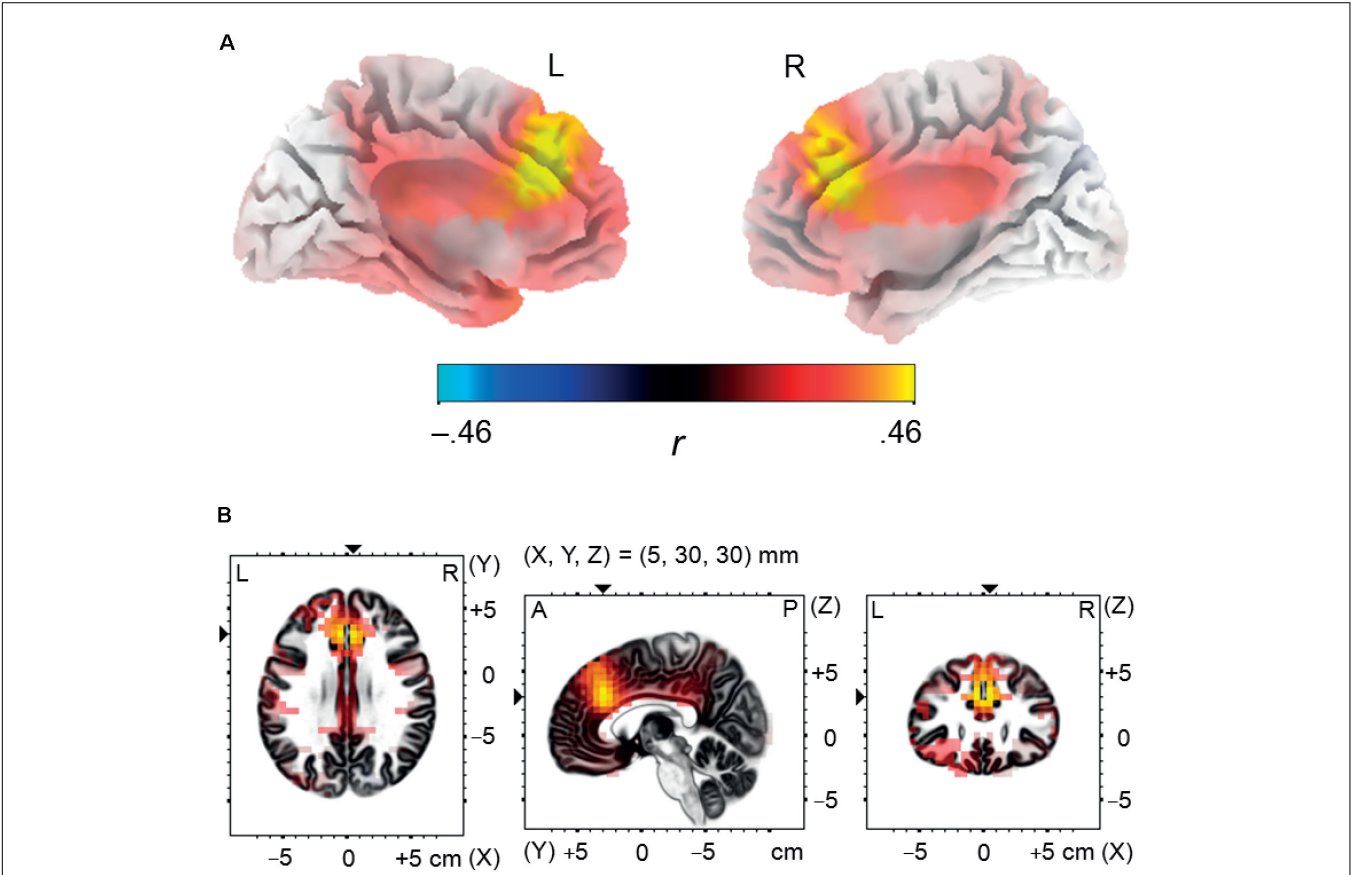 A
L R
–.46 .46
r
B
(X, Y, Z) = (5, 30, 30) mm
L R (Y)
+5
0
–5
–5 0 +5 cm (X)
A P (Z)
+5
0
–5
(Y) +5 0 –5 cm
L R (Z)
+5
0
–5
–5 0 +5 cm (X)